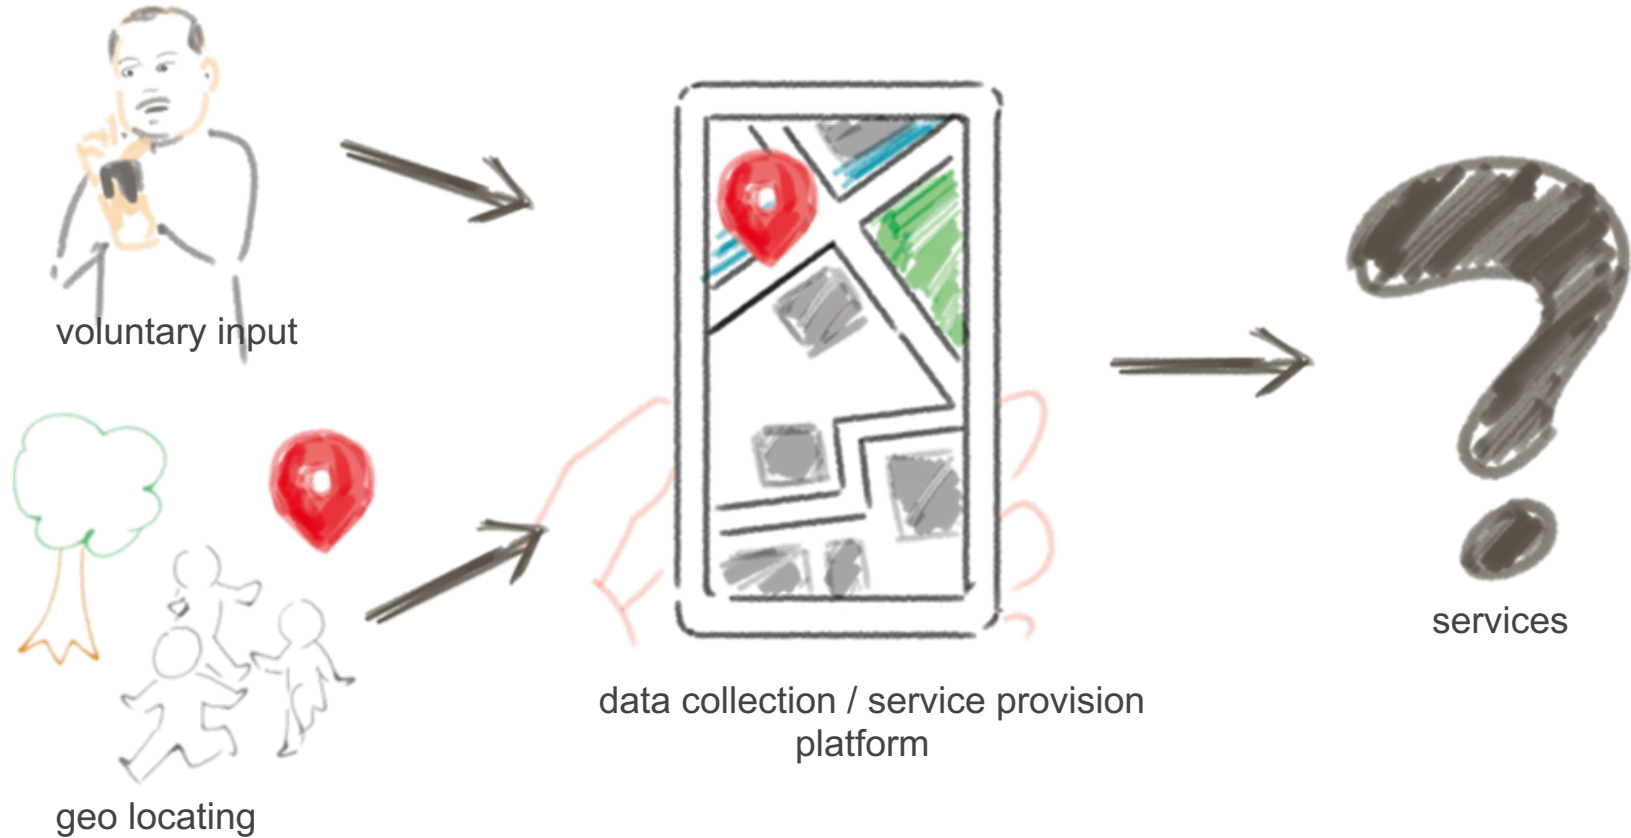 voluntary input
geo locating
data collection / service provision
platform
services